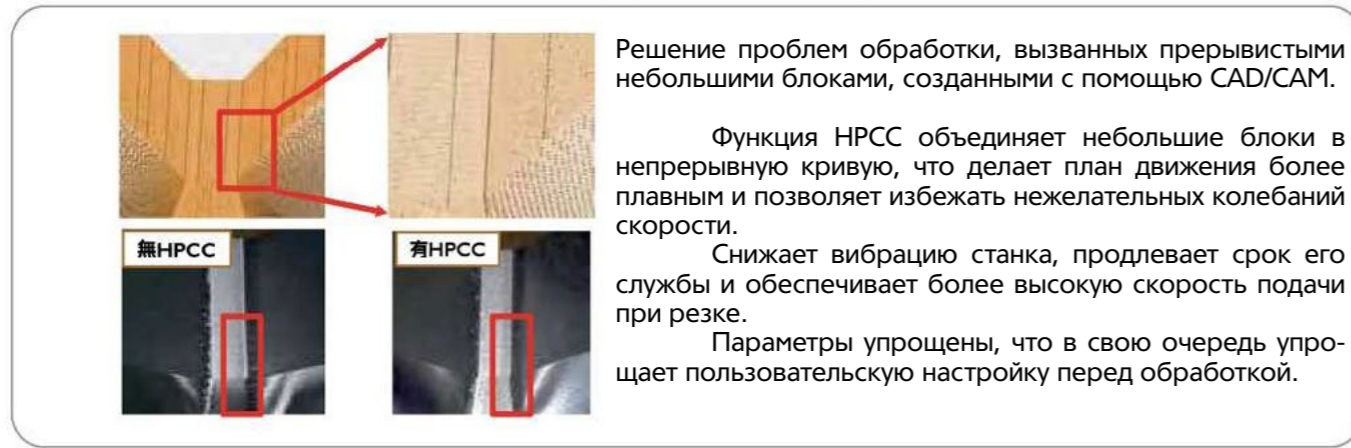 Решение проблем обработки, вызванных прерывистыми
небольшими блоками, созданными с помощью CAD/CAM.
Функция HPCC объединяет небольшие блоки в
непрерывную кривую, что делает план движения более
плавным и позволяет избежать нежелательных колебаний
скорости.
Снижает вибрацию станка, продлевает срок его
службы и обеспечивает более высокую скорость подачи
при резке.
Параметры упрощены, что в свою очередь упро-
щает пользовательскую настройку перед обработкой.
無HPCC
有HPCC